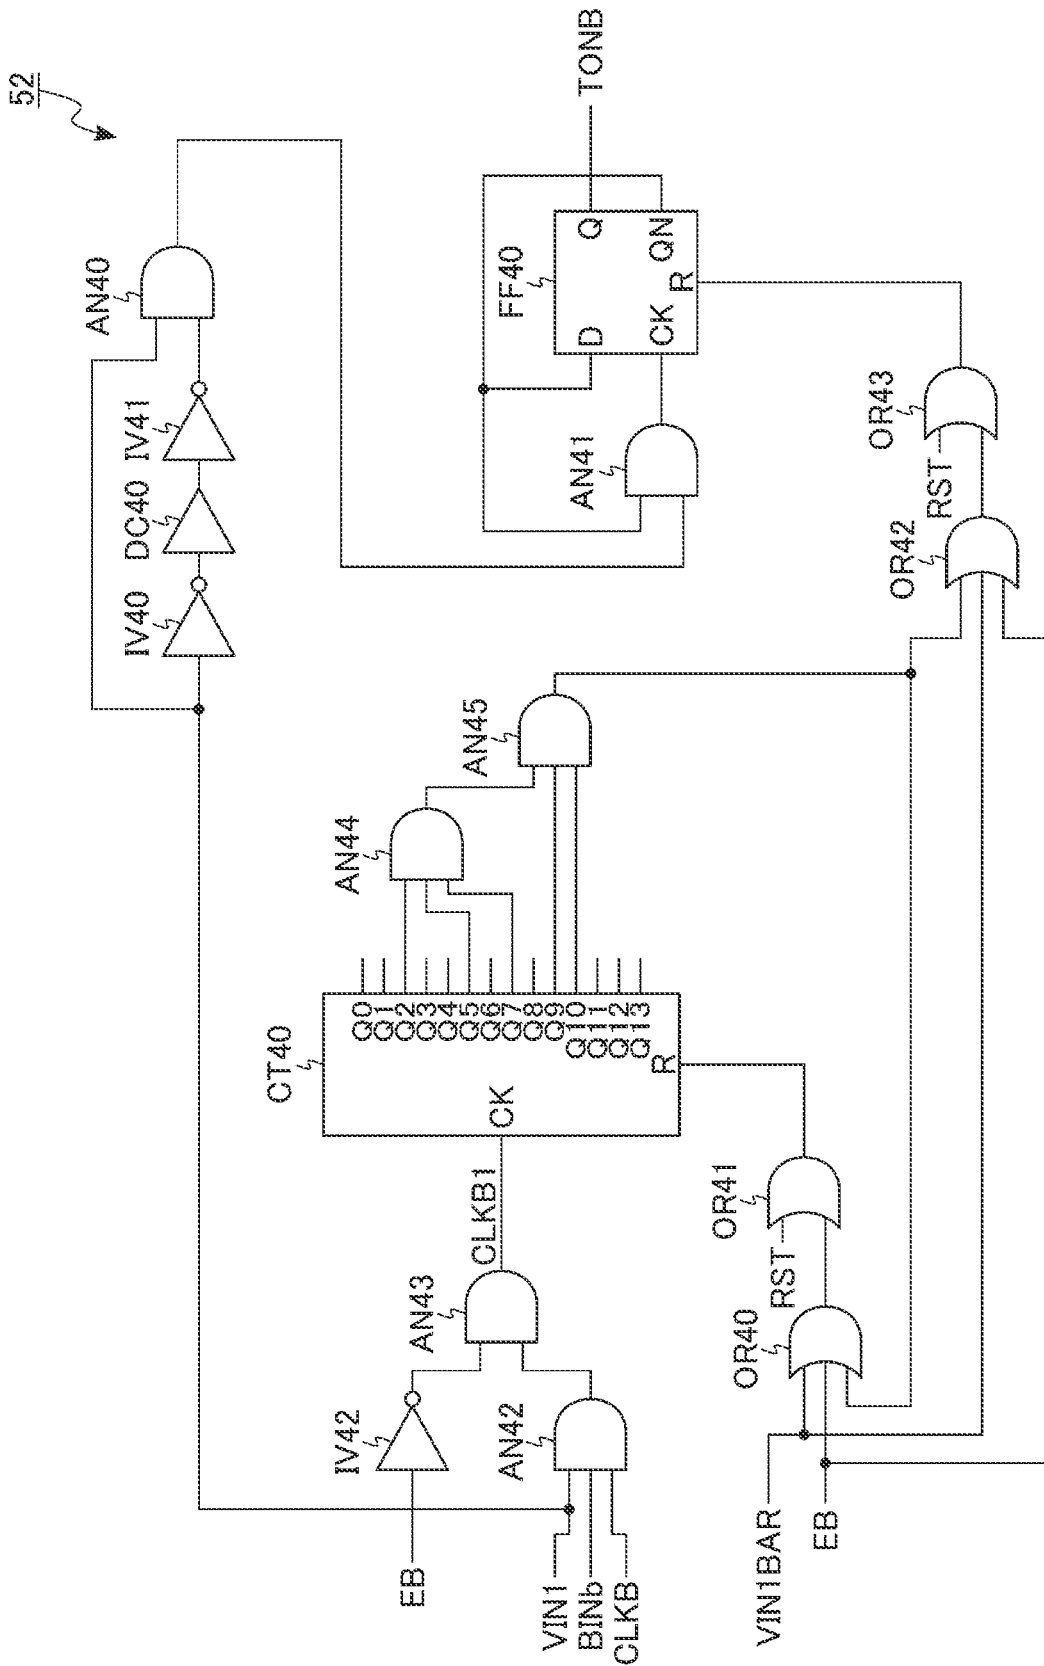 52
AN40
IV40
DC40
IV41
TONB
FF40
D
Q
CK
QN
R
AN41
AN45
AN44
CT40
Q0
Q1
Q2
Q3
Q4
Q5
Q6
Q7
Q8
Q9
Q10
Q11
Q12
Q13
CK
R
CLKB1
AN43
IV42
EB
AN42
VIN1
BINb
CLKB
OR43
RST
OR42
OR41
RST
OR40
VIN1BAR
EB